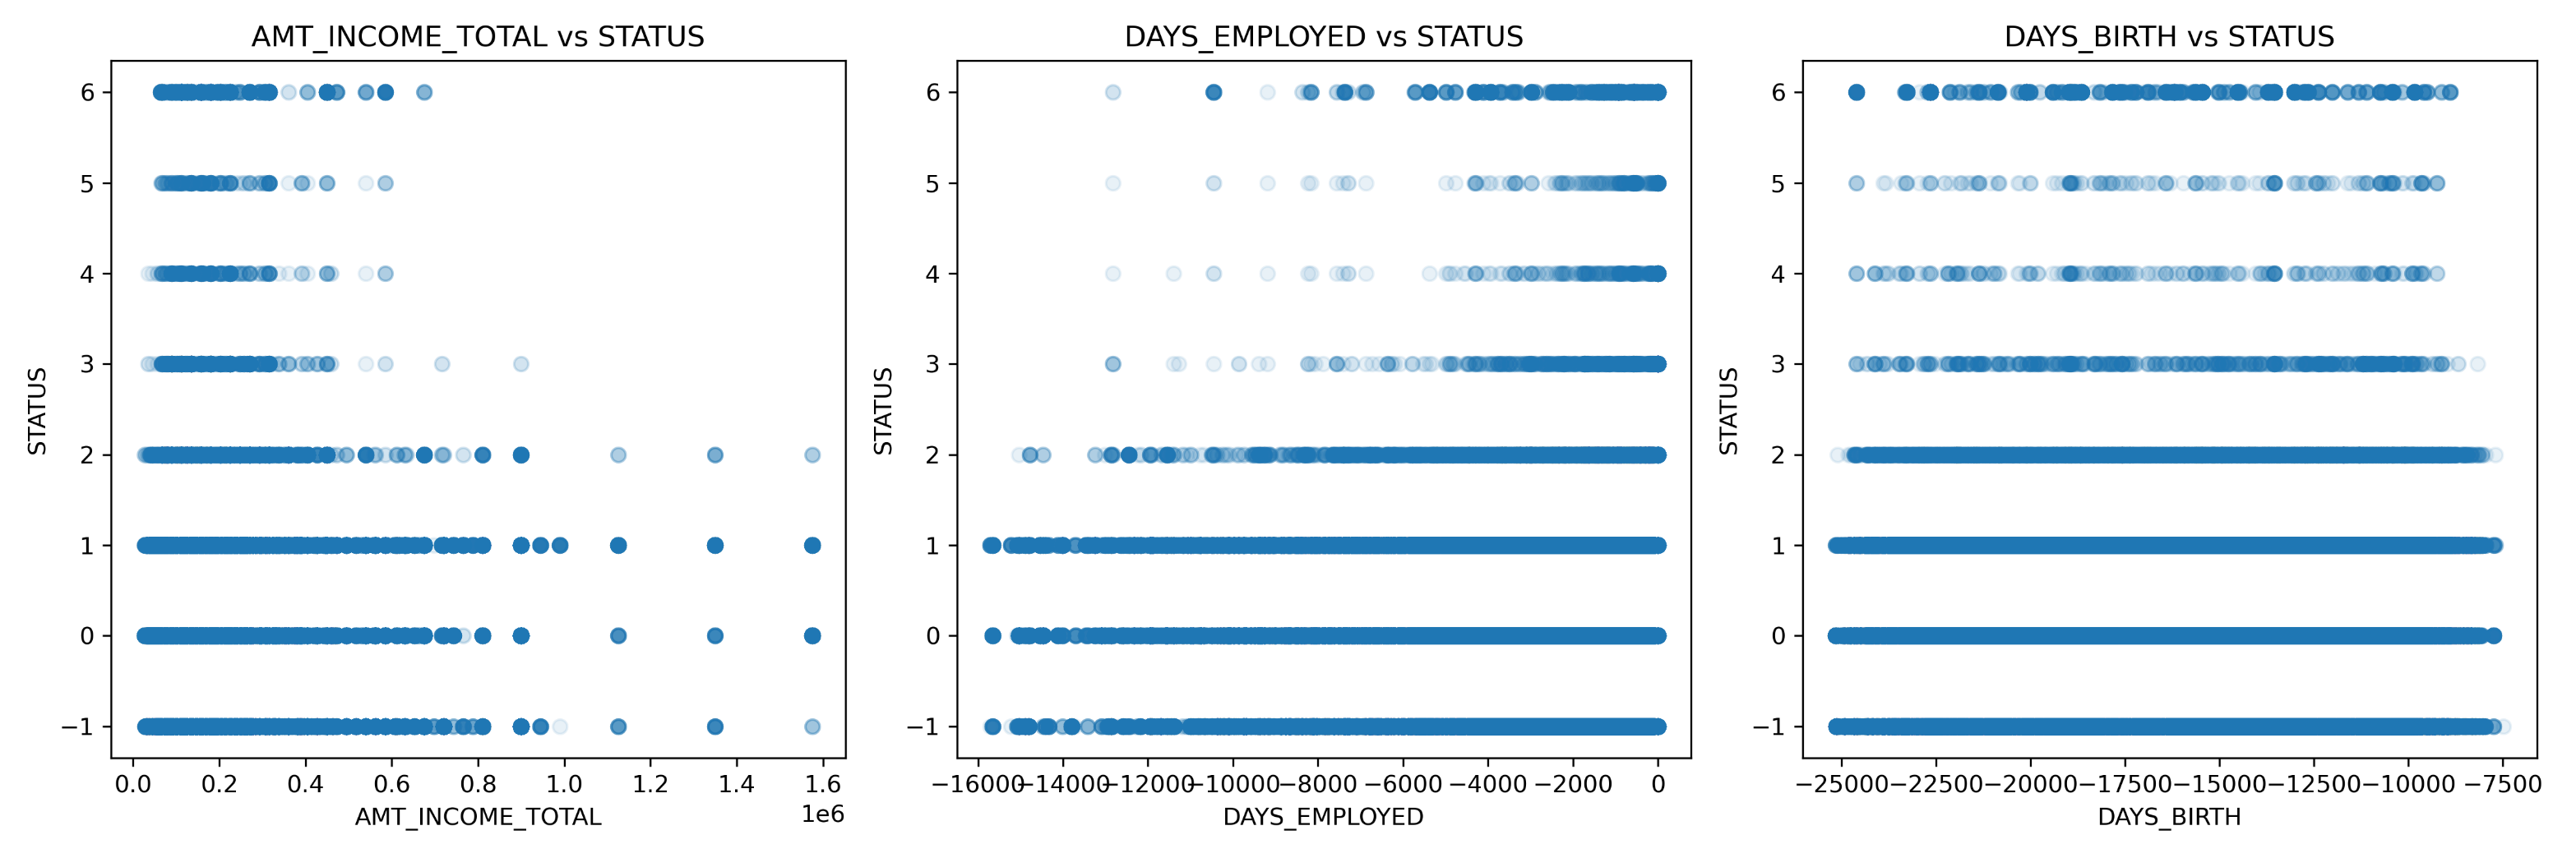 AMT_INCOME_TOTAL vs STATUS
6
5
4
3
2
1
0
−1
STATUS
0.0 0.2 0.4 0.6 0.8 1.0 1.2 1.4 1.6
1e6
AMT_INCOME_TOTAL
DAYS_EMPLOYED vs STATUS
6
5
4
3
2
1
0
−1
STATUS
−16000 −14000 −12000 −10000 −8000 −6000 −4000 −2000 0
DAYS_EMPLOYED
DAYS_BIRTH vs STATUS
6
5
4
3
2
1
0
−1
STATUS
−25000 −22500 −20000 −17500 −15000 −12500 −10000 −7500
DAYS_BIRTH